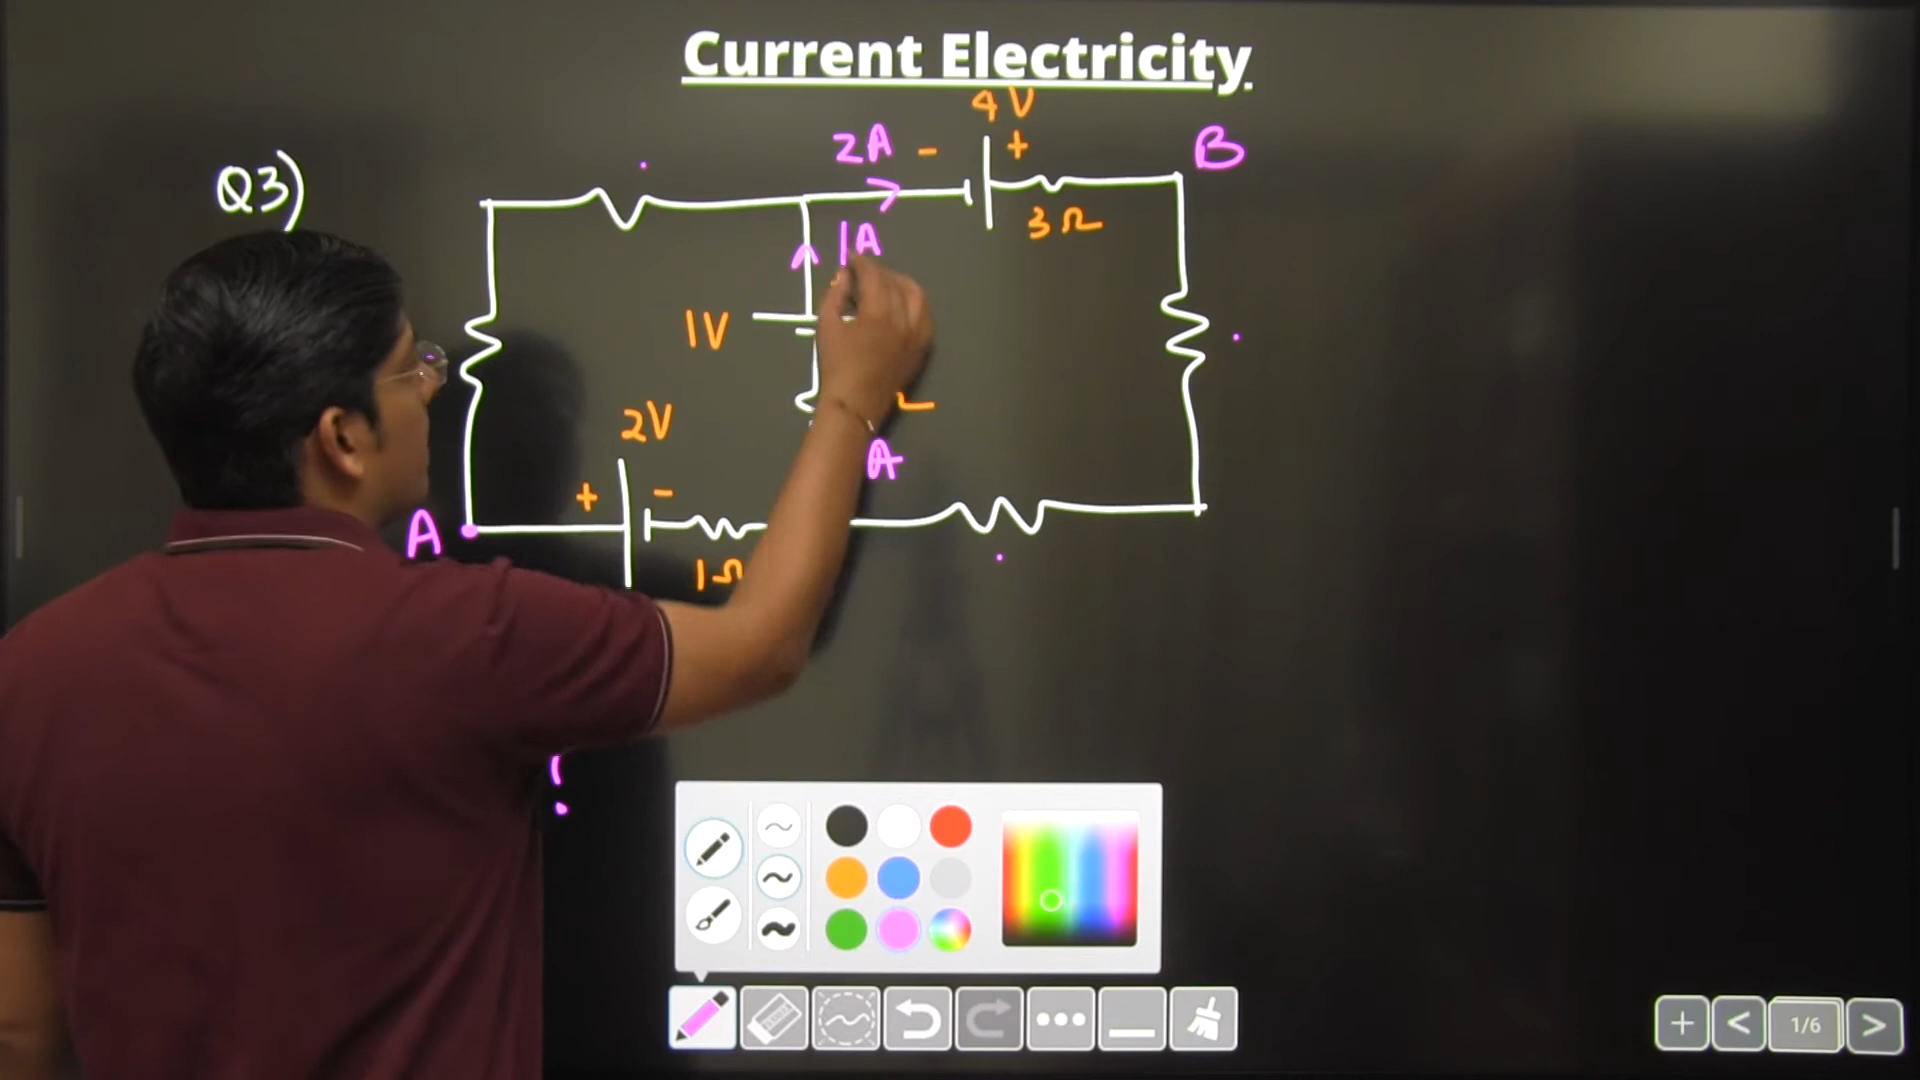 Current Electricity
4V
2A - +
B
Q3)
3Ω
1A
1V
2V
A
+ -
A
1Ω
1/6